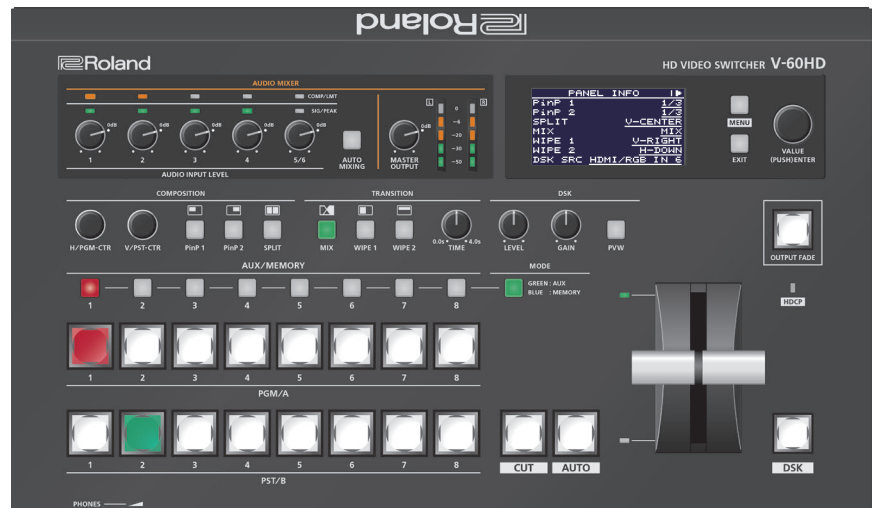 Roland
Roland
HD VIDEO SWITCHER V-60HD
AUDIO MIXER
COMP/LMT
SIG/PEAK
0dB 0dB 0dB 0dB 0dB
1 2 3 4 5/6
AUDIO INPUT LEVEL
AUTO
MIXING
MASTER
OUTPUT
L R
0
-6
-20
-30
-50
PANEL INFO 1
PinP 1 1/3
PinP 2 1/3
SPLIT V-CENTER
MIX MIX
WIPE 1 V-RIGHT
WIPE 2 H-DOWN
DSK SRC HDMI/RGB IN 6
MENU
EXIT
VALUE
(PUSH)ENTER
COMPOSITION
H/PGM-CTR V/PST-CTR PinP 1 PinP 2 SPLIT
TRANSITION
MIX WIPE 1 WIPE 2 0.0s 4.0s TIME
DSK
LEVEL GAIN PVW
OUTPUT FADE
HDCP
AUX/MEMORY
1 2 3 4 5 6 7 8
MODE
GREEN : AUX
BLUE : MEMORY
1 2 3 4 5 6 7 8
PGM/A
1 2 3 4 5 6 7 8
PST/B
CUT AUTO
DSK
PHONES